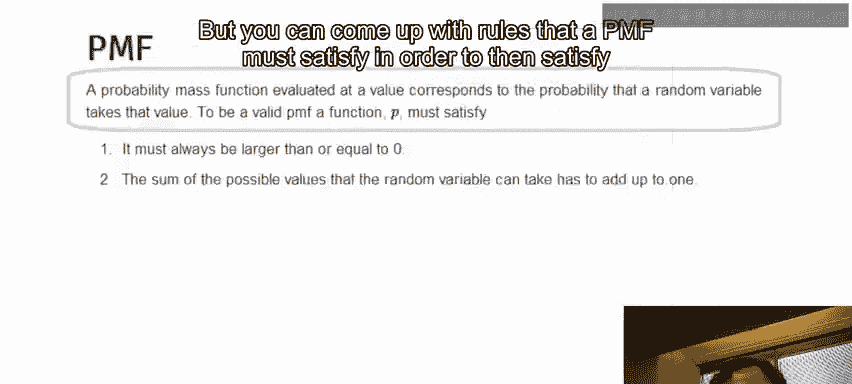 But you can come up with rules that a PMF
must satisfy in order to then satisfy
PMF
A probability mass function evaluated at a value corresponds to the probability that a random variable
takes that value. To be a valid pmf a function, p, must satisfy
1. It must always be larger than or equal to 0.
2 The sum of the possible values that the random variable can take has to add up to one.